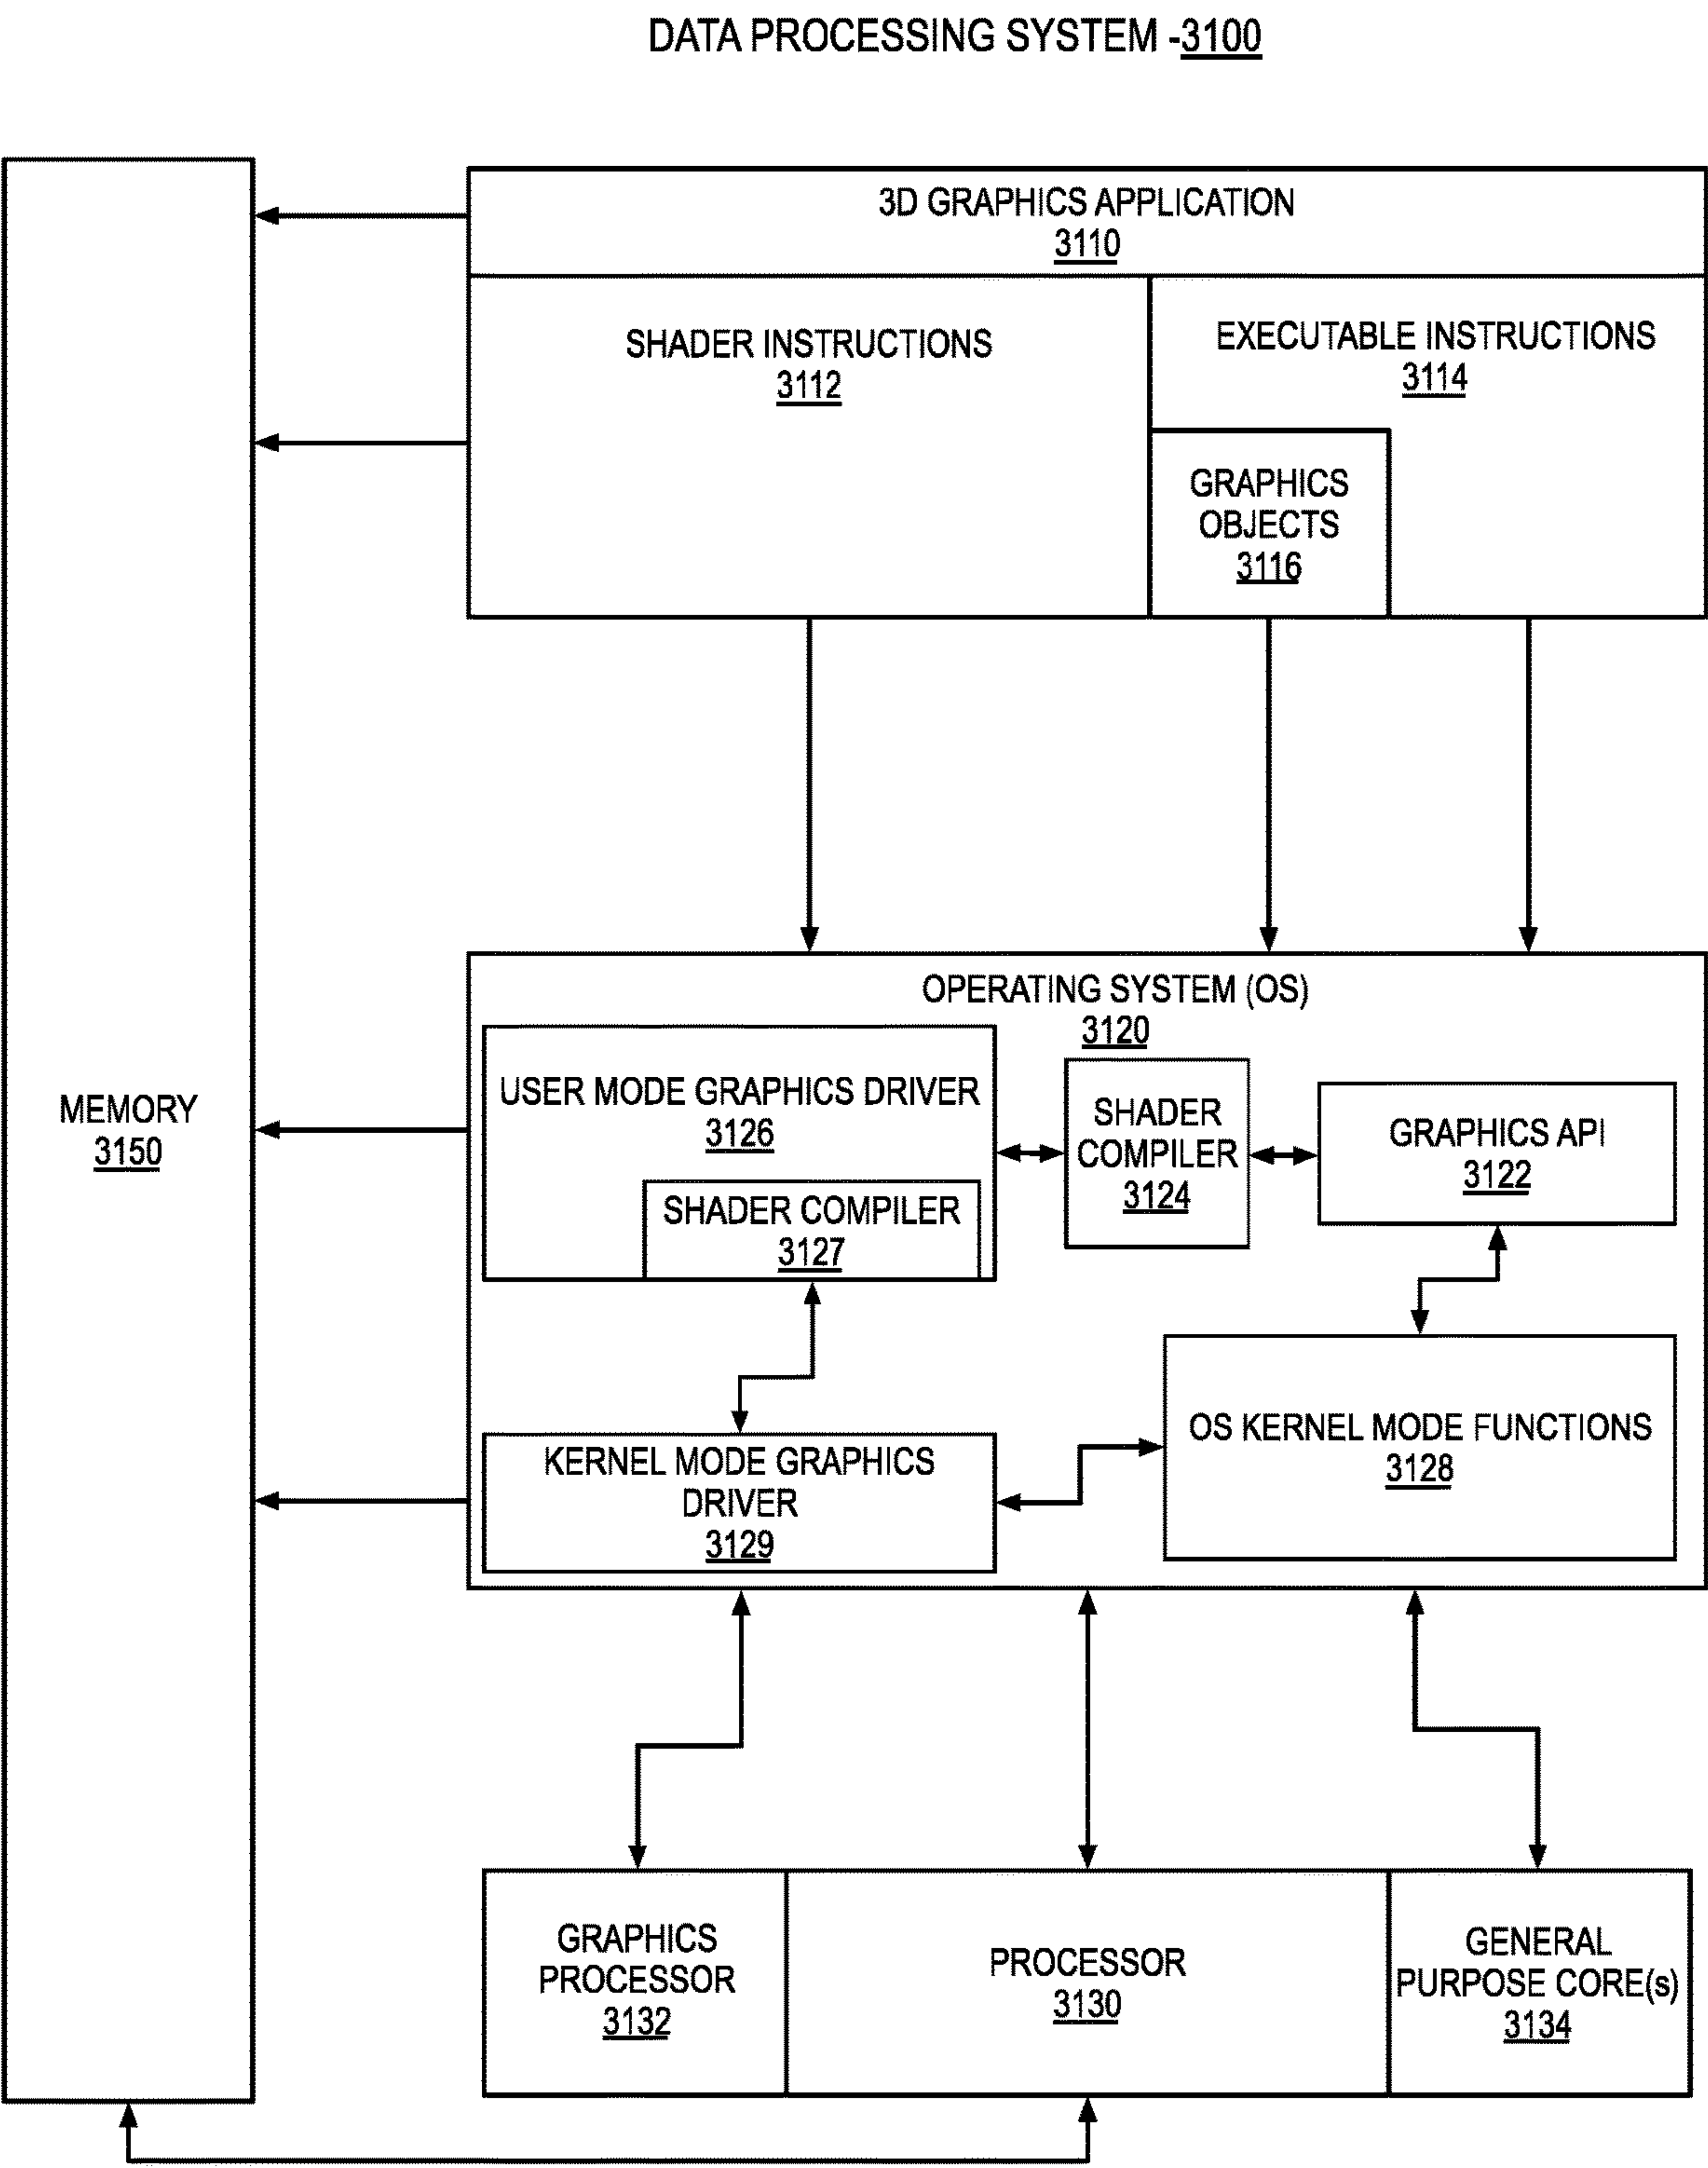 DATA PROCESSING SYSTEM -3100
3D GRAPHICS APPLICATION
3110
SHADER INSTRUCTIONS
3112
EXECUTABLE INSTRUCTIONS
3114
GRAPHICS
OBJECTS
3116
MEMORY
3150
OPERATING SYSTEM (OS)
3120
USER MODE GRAPHICS DRIVER
3126
SHADER COMPILER
3127
SHADER
COMPILER
3124
GRAPHICS API
3122
KERNEL MODE GRAPHICS
DRIVER
3129
OS KERNEL MODE FUNCTIONS
3128
GRAPHICS
PROCESSOR
3132
PROCESSOR
3130
GENERAL
PURPOSE CORE(s)
3134